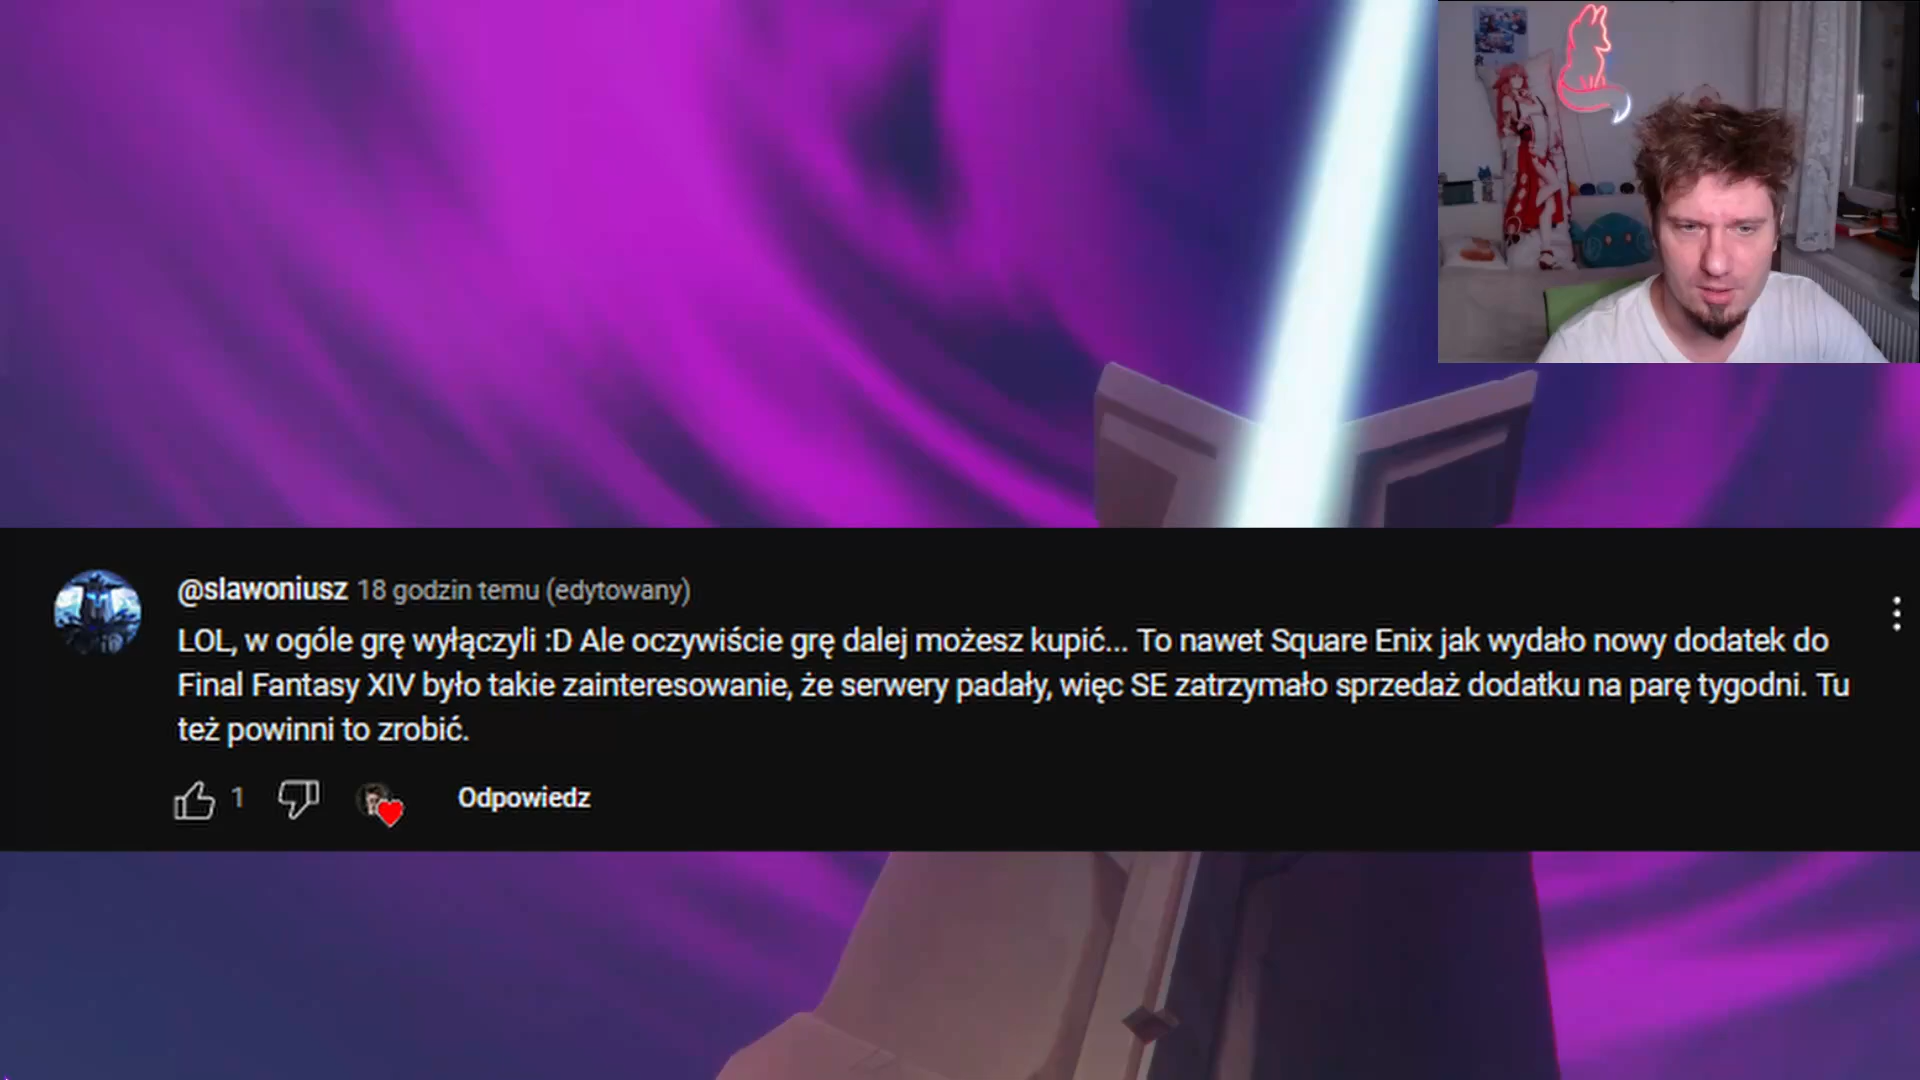 @slawoniusz 18 godzin temu (edytowany)
LOL, w ogóle grę wyłączyli :D Ale oczywiście grę dalej możesz kupić... To nawet Square Enix jak wydało nowy dodatek do
Final Fantasy XIV było takie zainteresowanie, że serwery padały, więc SE zatrzymało sprzedaż dodatku na parę tygodni. Tu
też powinni to zrobić.
1 Odpowiedz